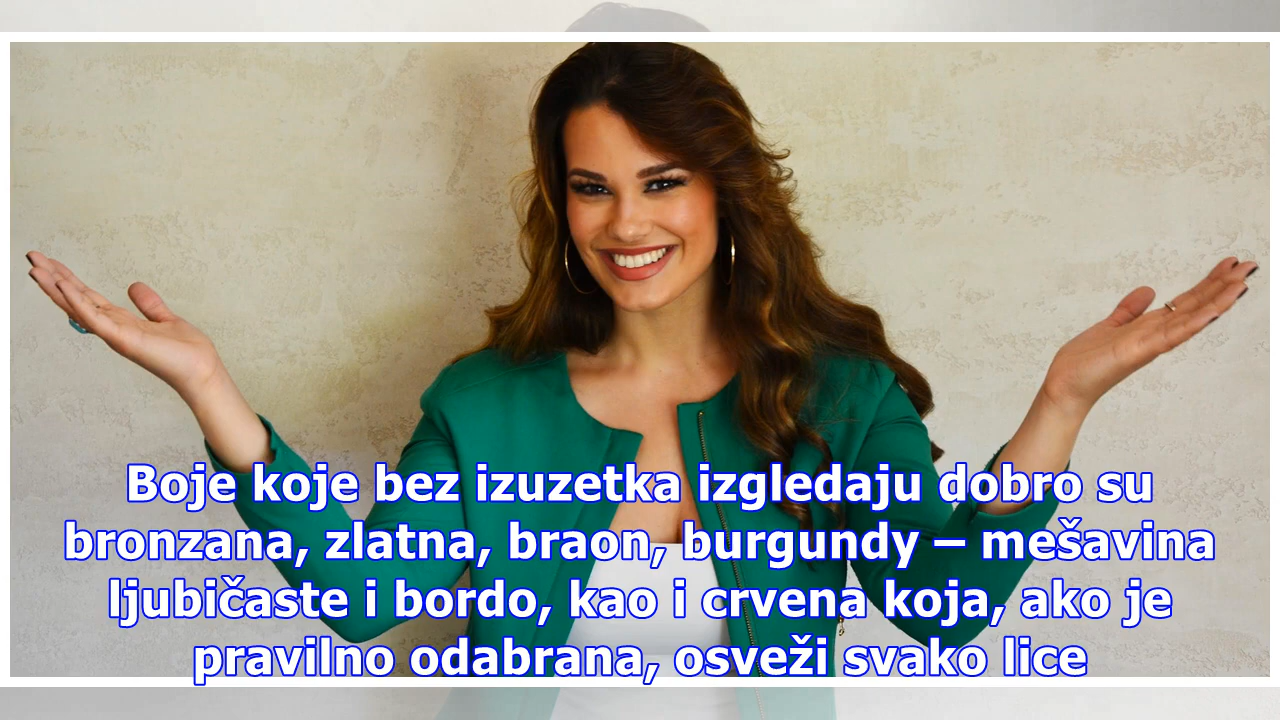 Boje koje bez izuzetka izgledaju dobro su
bronzana, zlatna, braon, burgundy – mešavina
ljubičaste i bordo, kao i crvena koja, ako je
pravilno odabrana, osveži svako lice